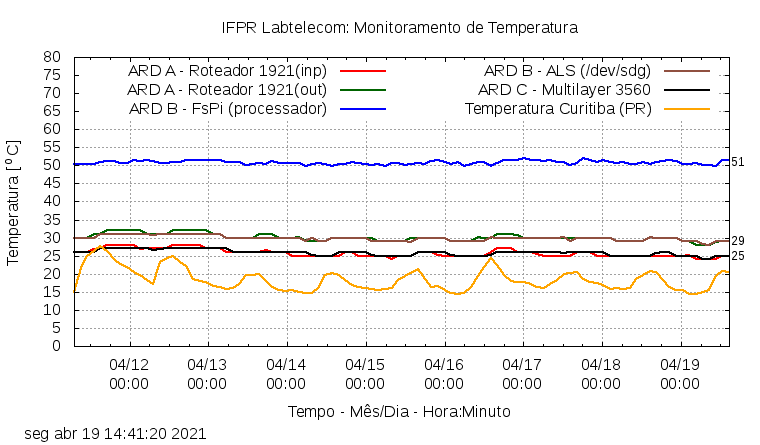 IFPR Labtelecom: Monitoramento de Temperatura
Temperatura [ºC]
80
75
70
65
60
55
50
45
40
35
30
25
20
15
10
5
0
ARD A - Roteador 1921(inp)
ARD A - Roteador 1921(out)
ARD B - FsPi (processador)
ARD B - ALS (/dev/sdg)
ARD C - Multilayer 3560
Temperatura Curitiba (PR)
51
29
25
04/12 04/13 04/14 04/15 04/16 04/17 04/18 04/19
00:00 00:00 00:00 00:00 00:00 00:00 00:00 00:00
Tempo - Mês/Dia - Hora:Minuto
seg abr 19 14:41:20 2021